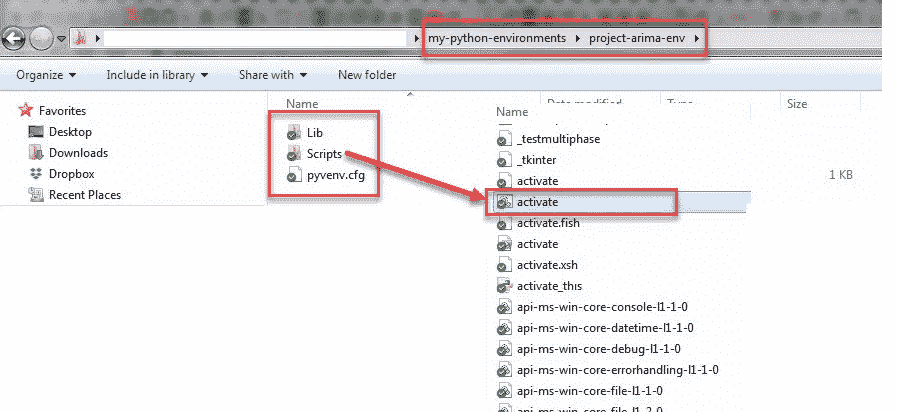 my-python-environments project-arima-env
Organize Include in library Share with New folder
Favorites
Desktop
Downloads
Dropbox
Recent Places
Name
Lib
Scripts
pyvenv.cfg
Name
Size
_testmultiphase
_tkinter
activate
1 KB
activate
activate.fish
activate
activate.xsh
activate_this
api-ms-win-core-console-l1-1-0
api-ms-win-core-datetime-l1-1-0
api-ms-win-core-debug-l1-1-0
api-ms-win-core-errorhandling-l1-1-0
api-ms-win-core-file-l1-1-0